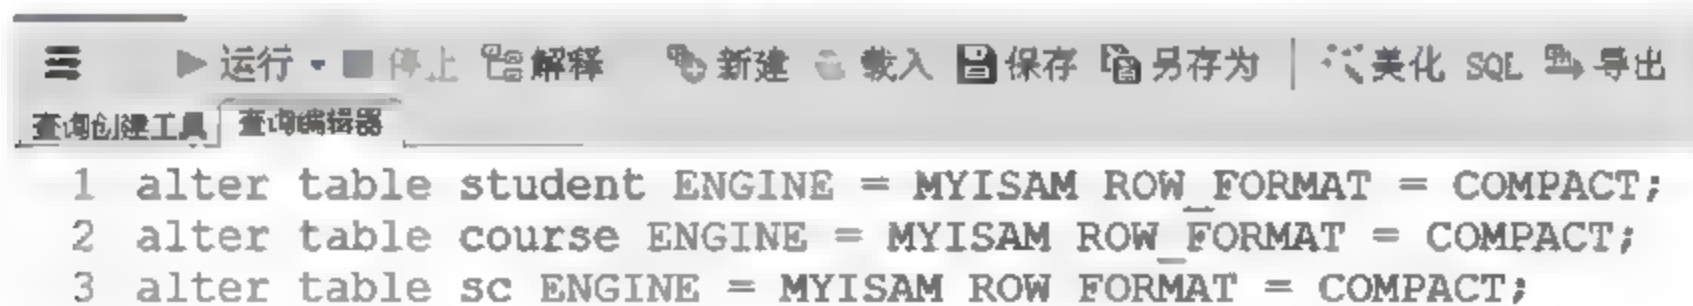 运行 停止 解释 新建 载入 保存 另存为 美化 SQL 导出
查询创建工具 查询编辑器
1 alter table student ENGINE = MYISAM ROW_FORMAT = COMPACT;
2 alter table course ENGINE = MYISAM ROW_FORMAT = COMPACT;
3 alter table sc ENGINE = MYISAM ROW FORMAT = COMPACT;